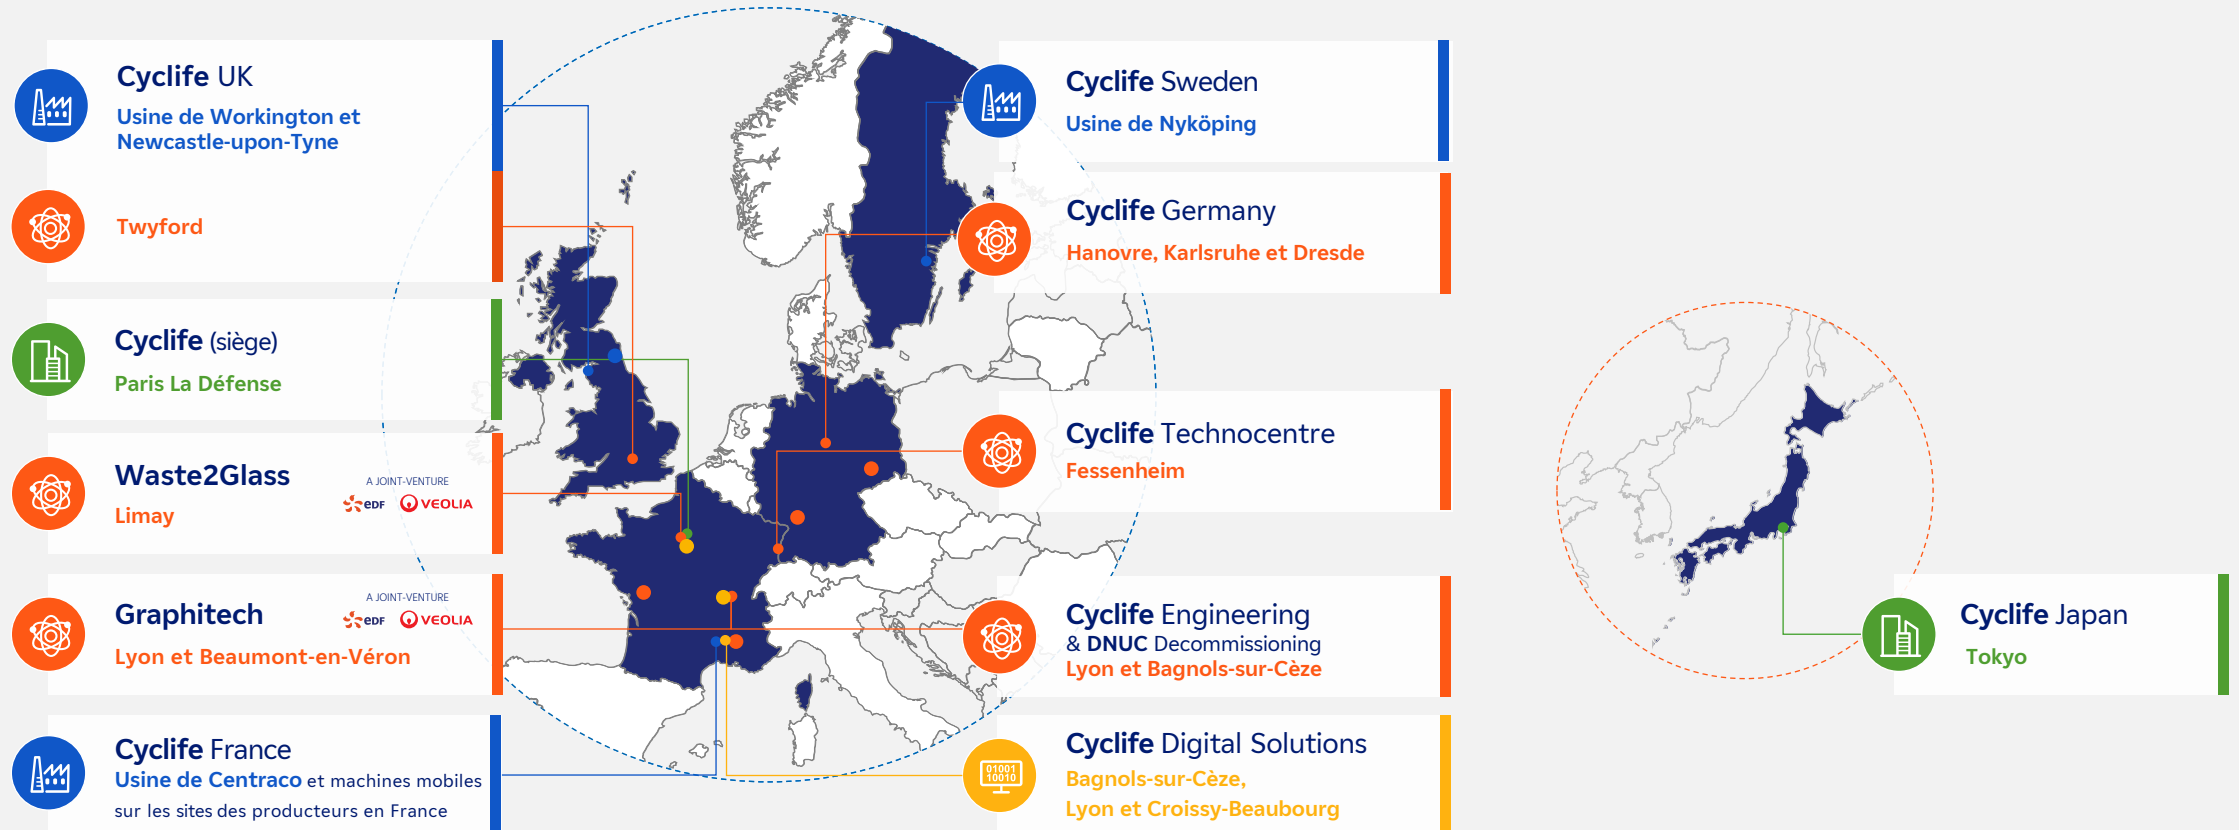 Cyclife UK
Usine de Workington et
Newcastle-upon-Tyne
Twyford
Cyclife (siège)
Paris La Défense
Waste2Glass
Limay
A JOINT-VENTURE
eDF VEOLIA
Graphitech
Lyon et Beaumont-en-Véron
A JOINT-VENTURE
eDF VEOLIA
Cyclife France
Usine de Centraco et machines mobiles
sur les sites des producteurs en France
Cyclife Sweden
Usine de Nyköping
Cyclife Germany
Hanovre, Karlsruhe et Dresde
Cyclife Technocentre
Fessenheim
Cyclife Engineering
& DNUC Decommissioning
Lyon et Bagnols-sur-Cèze
01001
10010
Cyclife Digital Solutions
Bagnols-sur-Cèze,
Lyon et Croissy-Beaubourg
Cyclife Japan
Tokyo